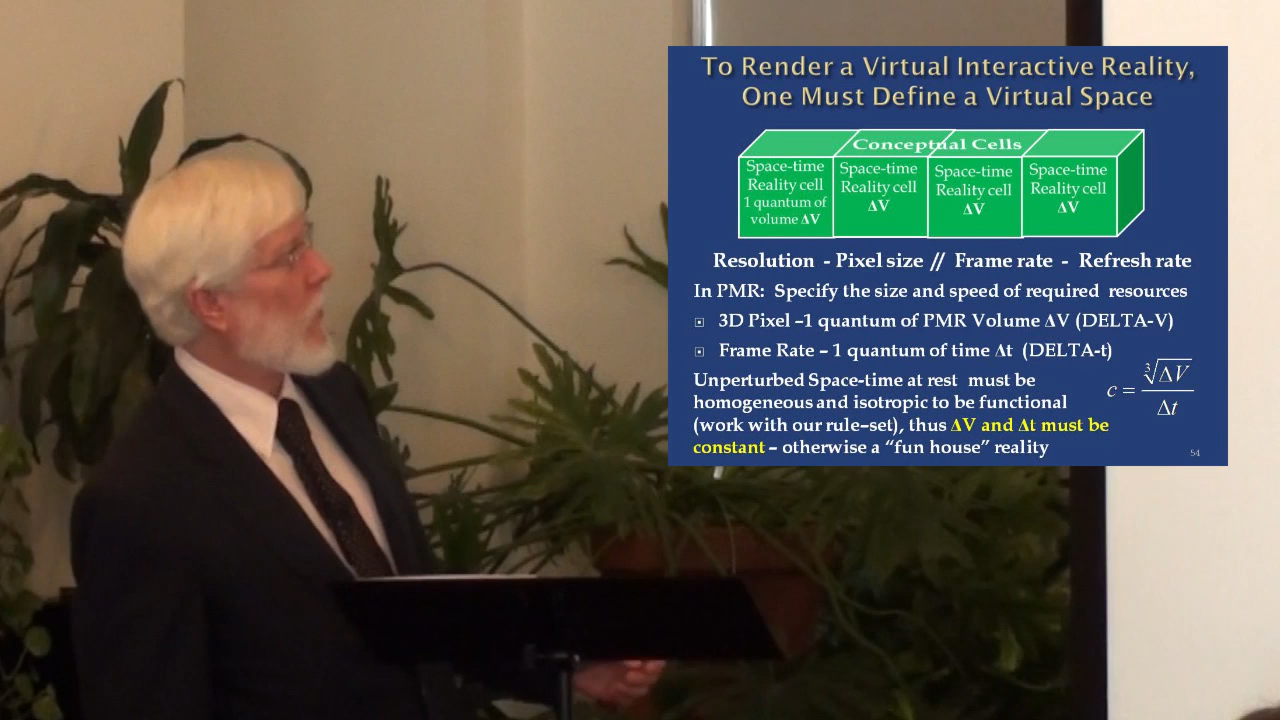 To Render a Virtual Interactive Reality,
One Must Define a Virtual Space
Conceptual Cells
Space-time
Reality cell
1 quantum of
volume ΔV
Space-time
Reality cell
ΔV
Space-time
Reality cell
ΔV
Space-time
Reality cell
ΔV
Resolution - Pixel size // Frame rate - Refresh rate
In PMR: Specify the size and speed of required resources
3D Pixel –1 quantum of PMR Volume ΔV (DELTA-V)
Frame Rate – 1 quantum of time Δt (DELTA-t)
Unperturbed Space-time at rest must be
homogeneous and isotropic to be functional
(work with our rule–set), thus ΔV and Δt must be
constant – otherwise a “fun house” reality
c = ∛ΔV / Δt
54